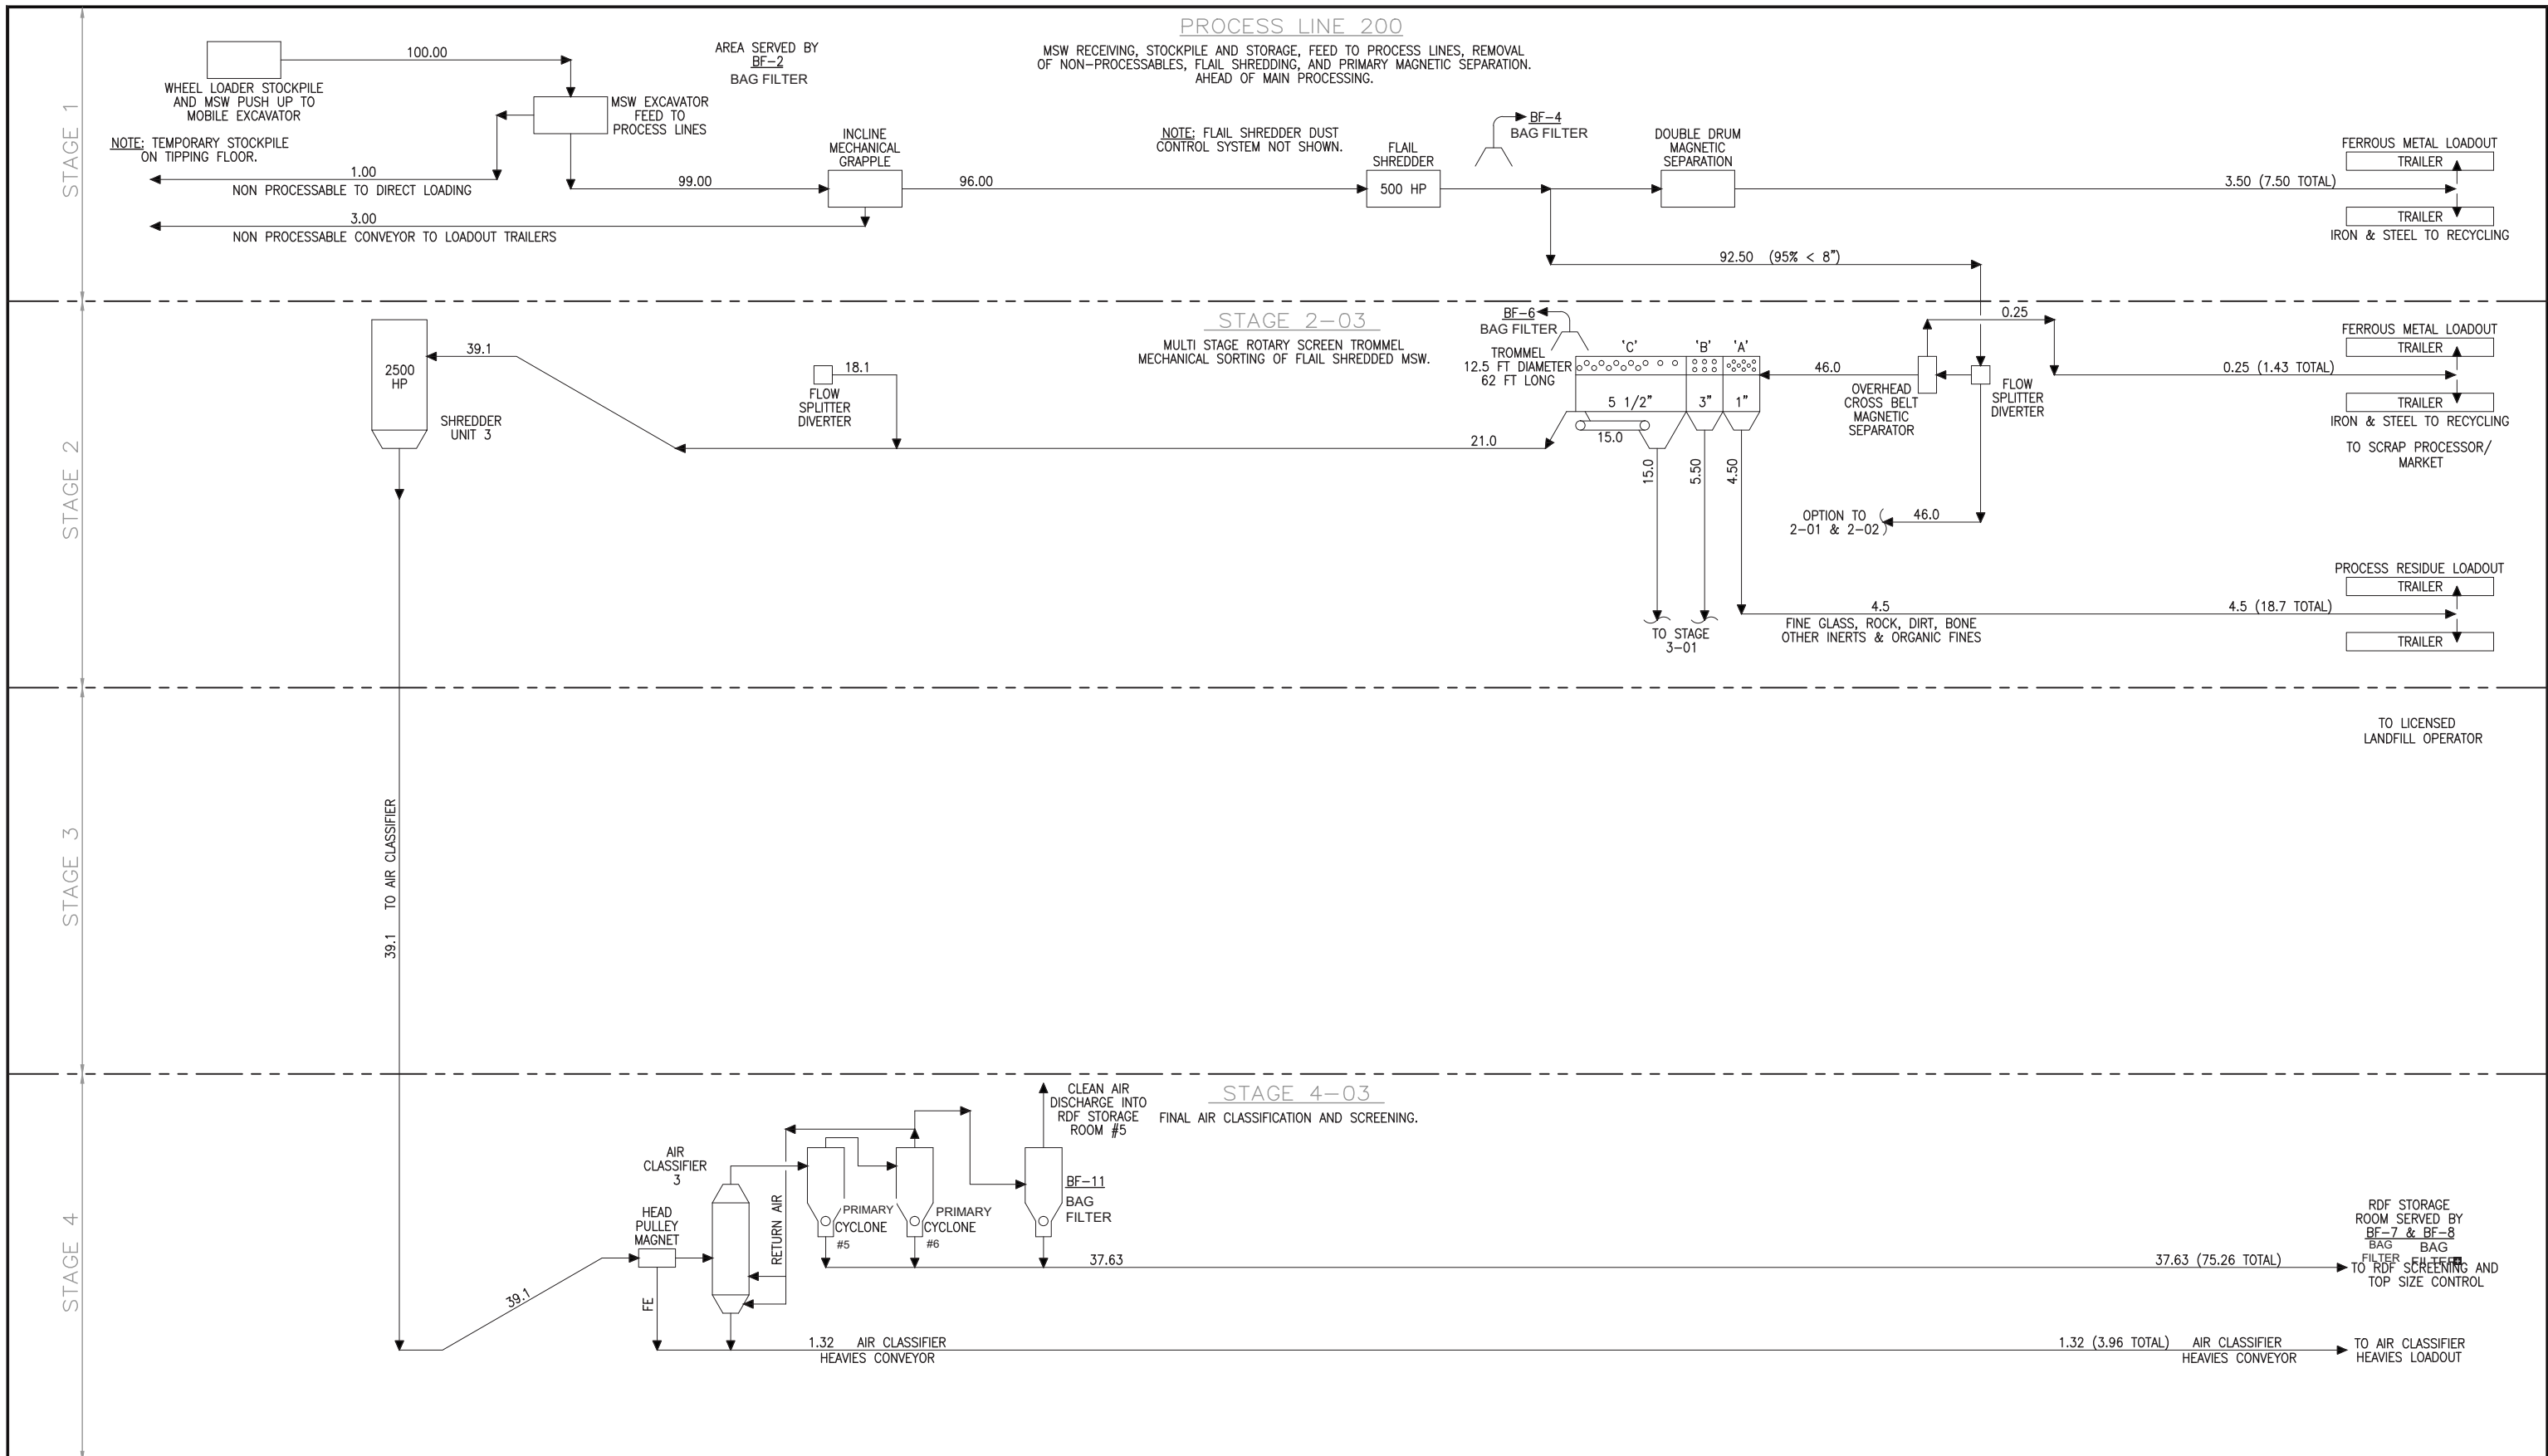 PROCESS LINE 200
MSW RECEIVING, STOCKPILE AND STORAGE, FEED TO PROCESS LINES, REMOVAL
OF NON-PROCESSABLES, FLAIL SHREDDING, AND PRIMARY MAGNETIC SEPARATION.
AHEAD OF MAIN PROCESSING.
STAGE 1
100.00
WHEEL LOADER STOCKPILE
AND MSW PUSH UP TO
MOBILE EXCAVATOR
NOTE: TEMPORARY STOCKPILE
ON TIPPING FLOOR.
AREA SERVED BY
BF-2
BAG FILTER
MSW EXCAVATOR
FEED TO
PROCESS LINES
1.00
NON PROCESSABLE TO DIRECT LOADING
99.00
INCLINE
MECHANICAL
GRAPPLE
96.00
3.00
NON PROCESSABLE CONVEYOR TO LOADOUT TRAILERS
NOTE: FLAIL SHREDDER DUST
CONTROL SYSTEM NOT SHOWN.
FLAIL
SHREDDER
500 HP
BF-4
BAG FILTER
DOUBLE DRUM
MAGNETIC
SEPARATION
3.50 (7.50 TOTAL)
FERROUS METAL LOADOUT
TRAILER
TRAILER
IRON & STEEL TO RECYCLING
92.50 (95% < 8")
STAGE 2
STAGE 2-03
MULTI STAGE ROTARY SCREEN TROMMEL
MECHANICAL SORTING OF FLAIL SHREDDED MSW.
2500
HP
39.1
SHREDDER
UNIT 3
18.1
FLOW
SPLITTER
DIVERTER
21.0
BF-6
BAG FILTER
TROMMEL
12.5 FT DIAMETER
62 FT LONG
'C' 'B' 'A'
5 1/2" 3" 1"
15.0
15.0
5.50
4.50
46.0
OVERHEAD
CROSS BELT
MAGNETIC
SEPARATOR
FLOW
SPLITTER
DIVERTER
0.25
0.25 (1.43 TOTAL)
FERROUS METAL LOADOUT
TRAILER
TRAILER
IRON & STEEL TO RECYCLING
TO SCRAP PROCESSOR/
MARKET
OPTION TO
2-01 & 2-02
46.0
TO STAGE
3-01
4.5
FINE GLASS, ROCK, DIRT, BONE
OTHER INERTS & ORGANIC FINES
4.5 (18.7 TOTAL)
PROCESS RESIDUE LOADOUT
TRAILER
TRAILER
STAGE 3
TO LICENSED
LANDFILL OPERATOR
39.1 TO AIR CLASSIFIER
STAGE 4
STAGE 4-03
FINAL AIR CLASSIFICATION AND SCREENING.
CLEAN AIR
DISCHARGE INTO
RDF STORAGE
ROOM #5
AIR
CLASSIFIER
3
HEAD
PULLEY
MAGNET
39.1
FE
RETURN AIR
PRIMARY
CYCLONE
#5
PRIMARY
CYCLONE
#6
BF-11
BAG
FILTER
37.63
37.63 (75.26 TOTAL)
RDF STORAGE
ROOM SERVED BY
BF-7 & BF-8
BAG
FILTER
BAG
FILTER
TO RDF SCREENING AND
TOP SIZE CONTROL
1.32 AIR CLASSIFIER
HEAVIES CONVEYOR
1.32 (3.96 TOTAL) AIR CLASSIFIER
HEAVIES CONVEYOR
TO AIR CLASSIFIER
HEAVIES LOADOUT